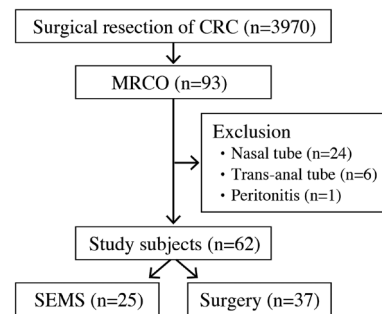 Surgical resection of CRC (n=3970)
MRCO (n=93)
Exclusion
・Nasal tube (n=24)
・Trans-anal tube (n=6)
・Peritonitis (n=1)
Study subjects (n=62)
SEMS (n=25)
Surgery (n=37)